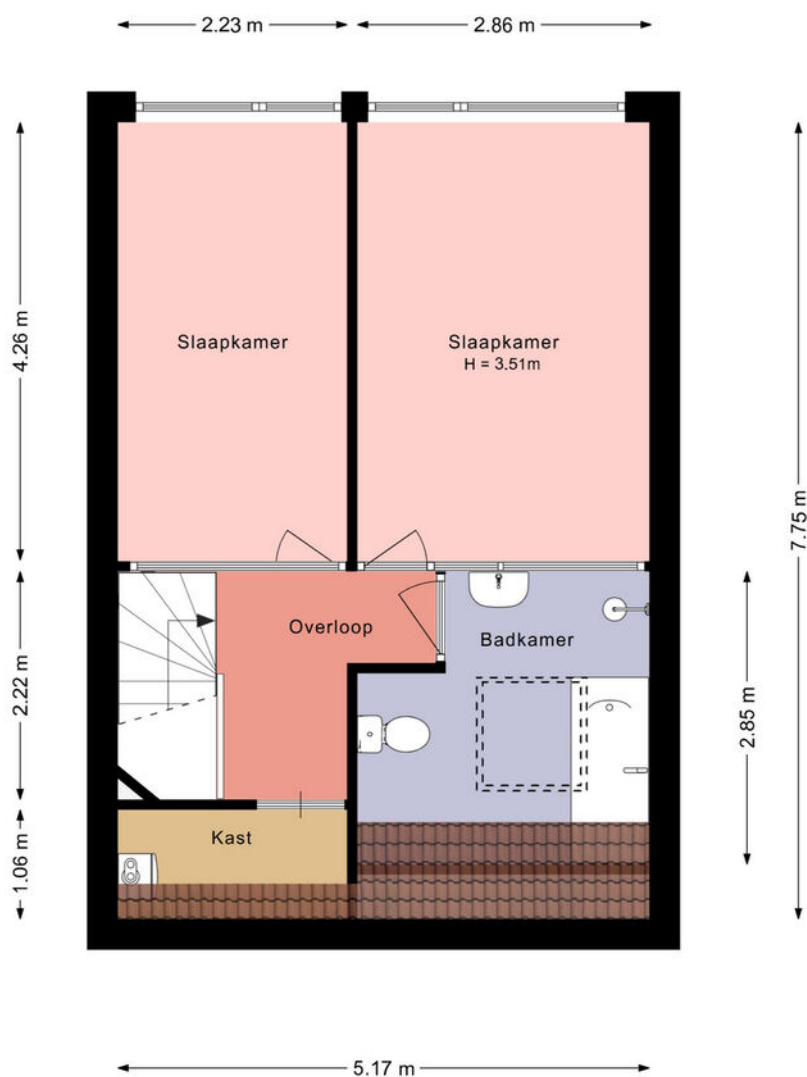 2.23 m
2.86 m
4.26 m
Slaapkamer
Slaapkamer
H = 3.51m
7.75 m
Overloop
Badkamer
2.22 m
2.85 m
Kast
1.06 m
5.17 m